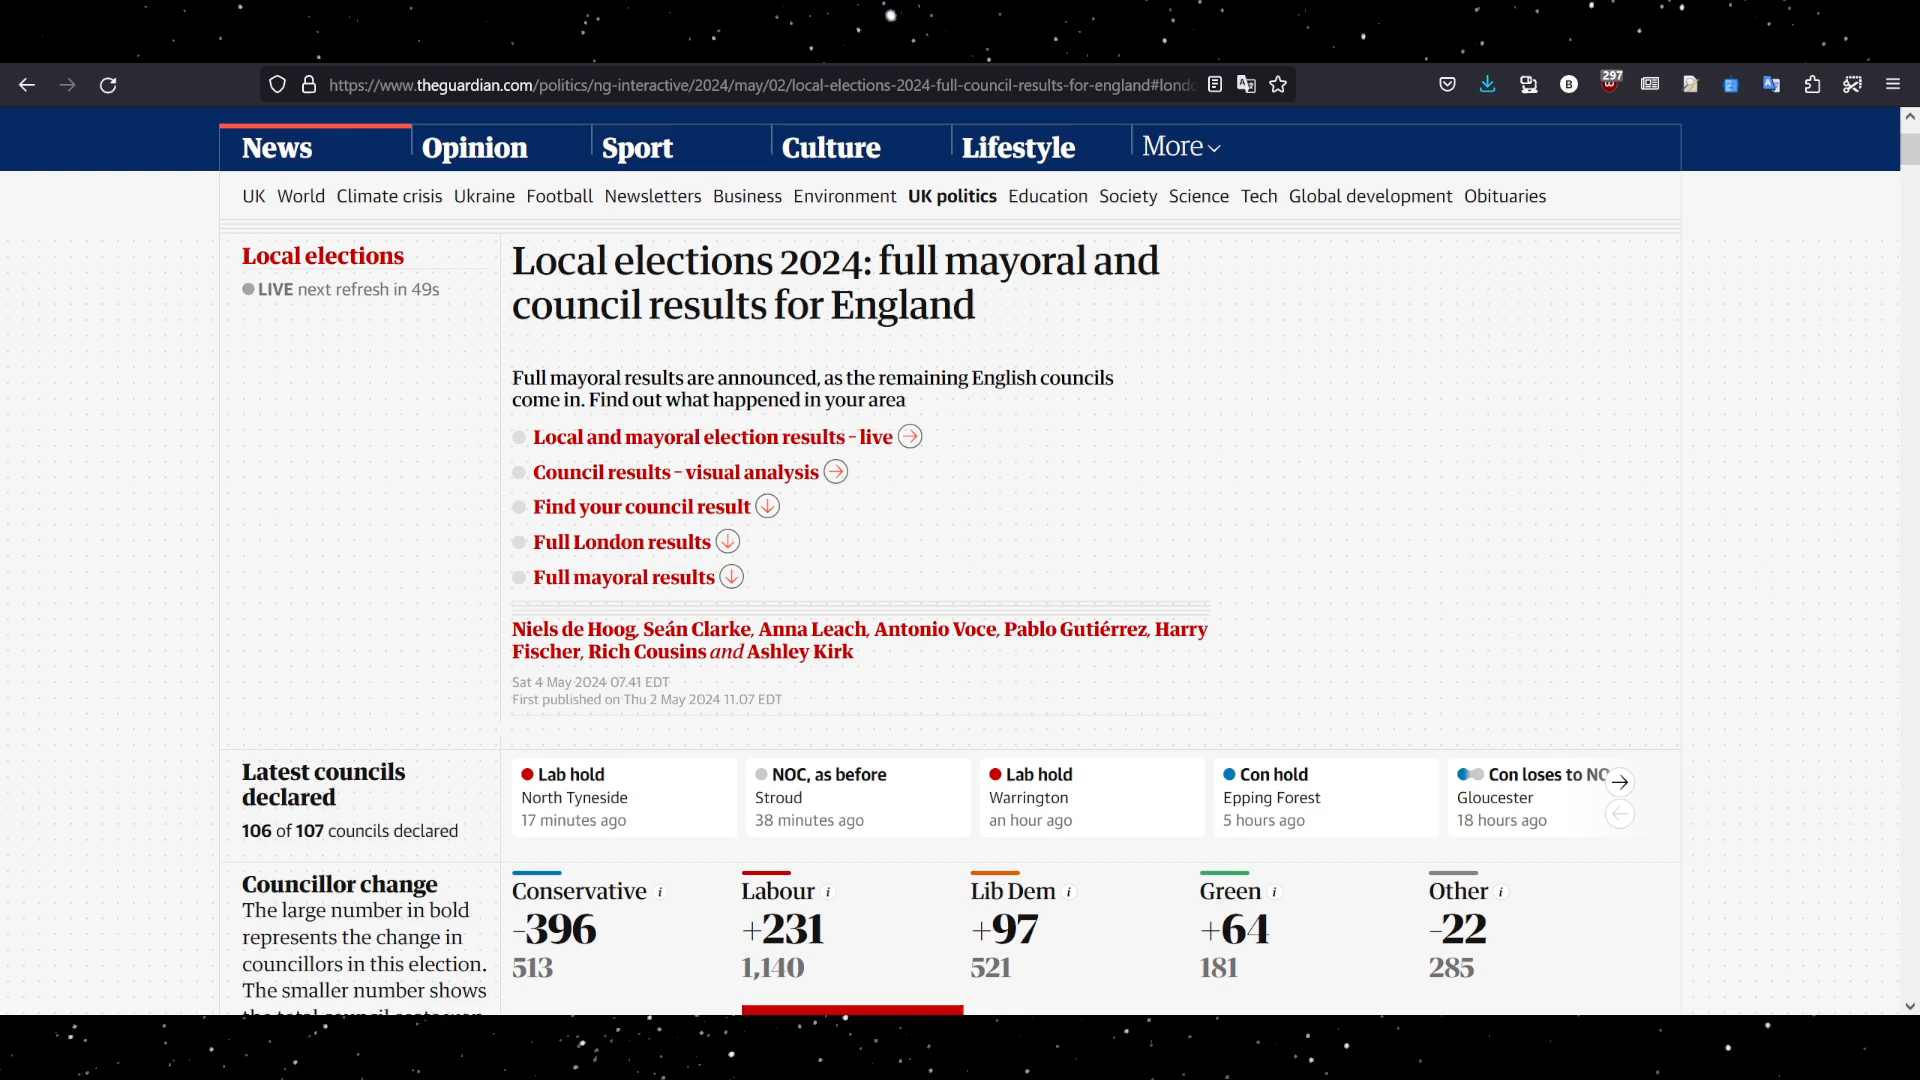 https://www.theguardian.com/politics/ng-interactive/2024/may/02/local-elections-2024-full-council-results-for-england#londo
B
297
News
Opinion
Sport
Culture
Lifestyle
More
UK World Climate crisis Ukraine Football Newsletters Business Environment UK politics Education Society Science Tech Global development Obituaries
Local elections
LIVE next refresh in 49s
Local elections 2024: full mayoral and
council results for England
Full mayoral results are announced, as the remaining English councils
come in. Find out what happened in your area
Local and mayoral election results – live
Council results – visual analysis
Find your council result
Full London results
Full mayoral results
Niels de Hoog, Seán Clarke, Anna Leach, Antonio Voce, Pablo Gutiérrez, Harry
Fischer, Rich Cousins and Ashley Kirk
Sat 4 May 2024 07.41 EDT
First published on Thu 2 May 2024 11.07 EDT
Latest councils
declared
106 of 107 councils declared
Lab hold
North Tyneside
17 minutes ago
NOC, as before
Stroud
38 minutes ago
Lab hold
Warrington
an hour ago
Con hold
Epping Forest
5 hours ago
Con loses to NO
Gloucester
18 hours ago
Councillor change
The large number in bold
represents the change in
councillors in this election.
The smaller number shows
the total council seats won
Conservative i
-396
513
Labour i
+231
1,140
Lib Dem i
+97
521
Green i
+64
181
Other i
-22
285